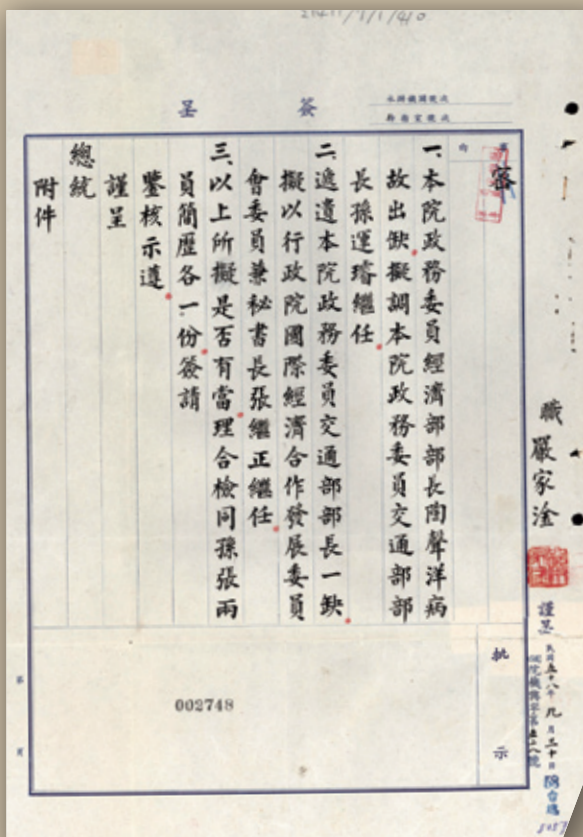 簽呈
密
一、本院政務委員經濟部部長陶聲洋病
故出缺擬調本院政務委員交通部部
長孫運璿繼任
二、遞遺本院政務委員交通部部長一缺
擬以行政院國際經濟合作發展委員
會委員兼秘書長張繼正繼任
三、以上所擬是否有當理合檢同孫張兩
員簡歷各一份簽請
鑒核示遵
謹呈
總統
附件
職 嚴家淦
謹呈
批示
002748